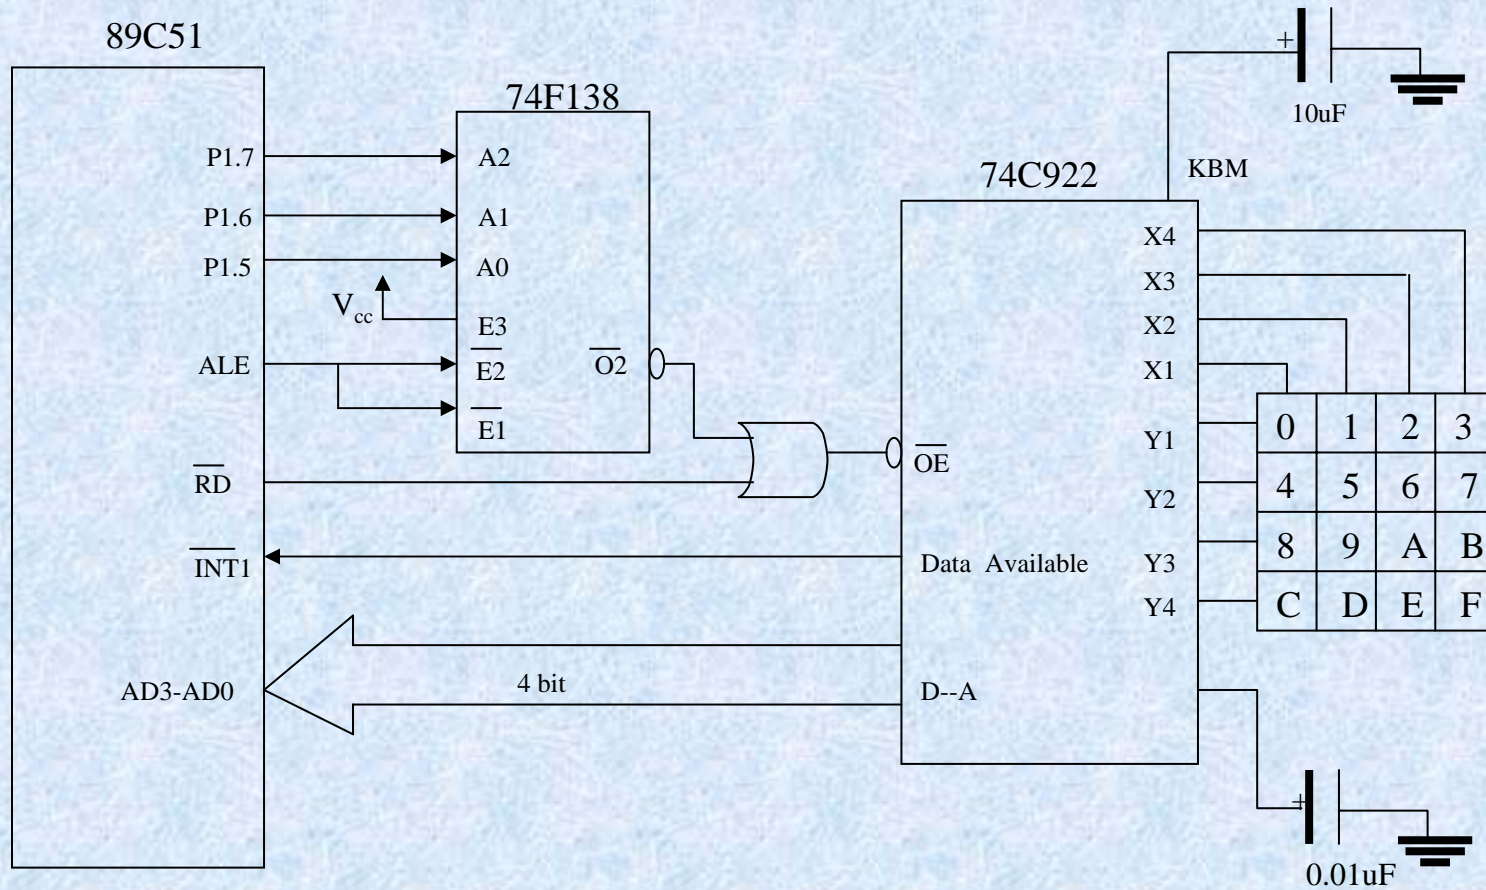 89C51
P1.7
P1.6
P1.5
ALE
RD
INT1
AD3-AD0
74F138
A2
A1
A0
Vcc
E3
E2
E1
O2
4 bit
74C922
KBM
X4
X3
X2
X1
Y1
Y2
Y3
Y4
OE
Data Available
D--A
+
10uF
0 1 2 3
4 5 6 7
8 9 A B
C D E F
+
0.01uF